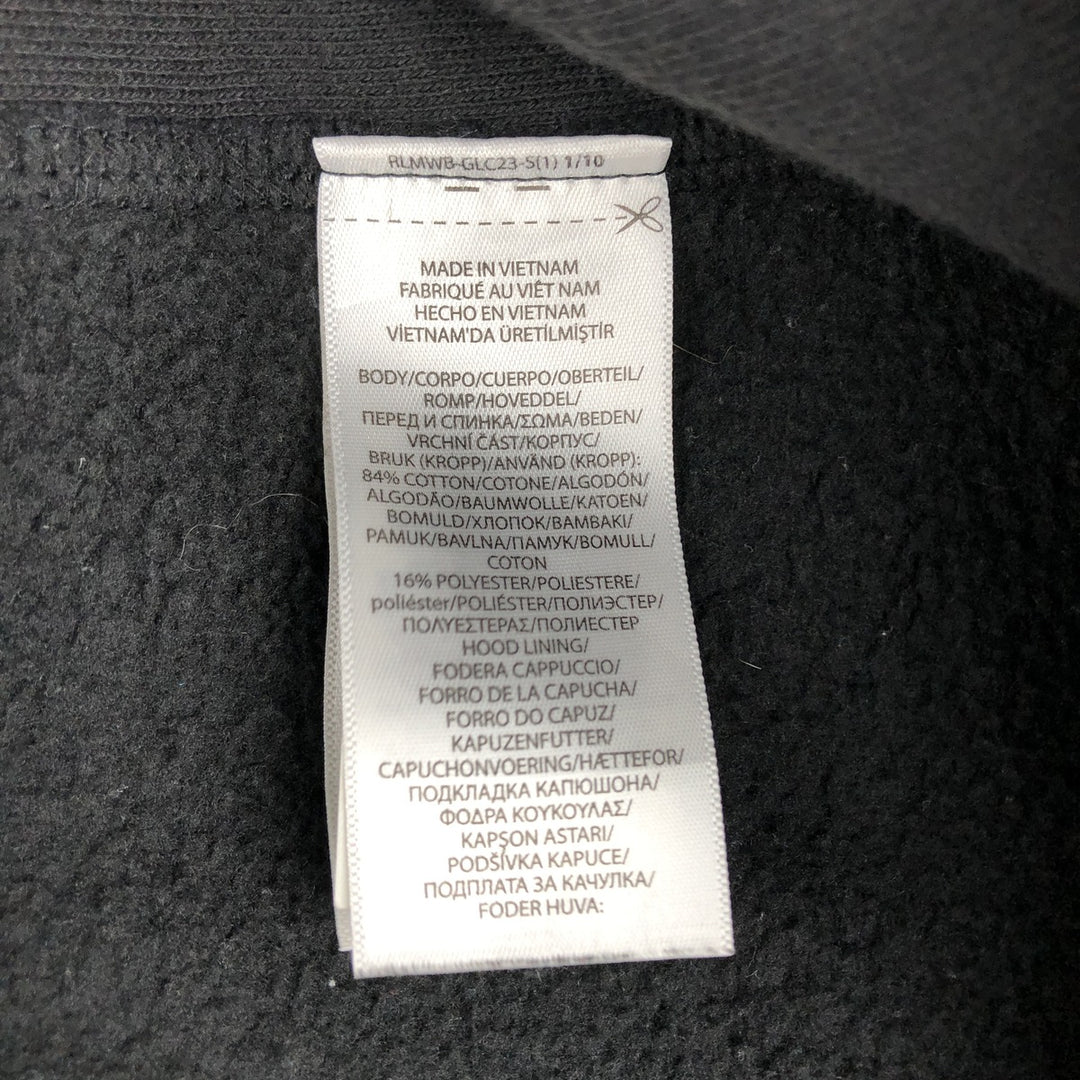 RLMWB-GLC23-S(1) 1/10
MADE IN VIETNAM
FABRIQUÉ AU VIÊT NAM
HECHO EN VIETNAM
VİETNAM'DA ÜRETİLMİŞTİR
BODY/CORPO/CUERPO/OBERTEIL/
ROMP/HOVEDDEL/
ПЕРЕД И СПИНКА/ΣΩΜΑ/BEDEN/
VRCHNÍ ČÁST/КОРПУС/
BRUK (KROPP)/ANVÄND (KROPP):
84% COTTON/COTONE/ALGODÓN/
ALGODÃO/BAUMWOLLE/KATOEN/
BOMULD/ХЛОПОК/ΒΑΜΒΑΚΙ/
PAMUK/BAVLNA/ПАМУК/BOMULL/
COTON
16% POLYESTER/POLIESTERE/
poliéster/POLIÉSTER/ПОЛИЭСТЕР/
ΠΟΛΥΕΣΤΕΡΑΣ/ПОЛИЕСТЕР
HOOD LINING/
FODERA CAPPUCCIO/
FORRO DE LA CAPUCHA/
FORRO DO CAPUZ/
KAPUZENFUTTER/
CAPUCHONVOERING/HÆTTEFOR/
ПОДКЛАДКА КАПЮШОНА/
ΦΟΔΡΑ ΚΟΥΚΟΥΛΑΣ/
KAPŞON ASTARI/
PODŠÍVKA KAPUCE/
ПОДПЛАТА ЗА КАЧУЛКА/
FODER HUVA: